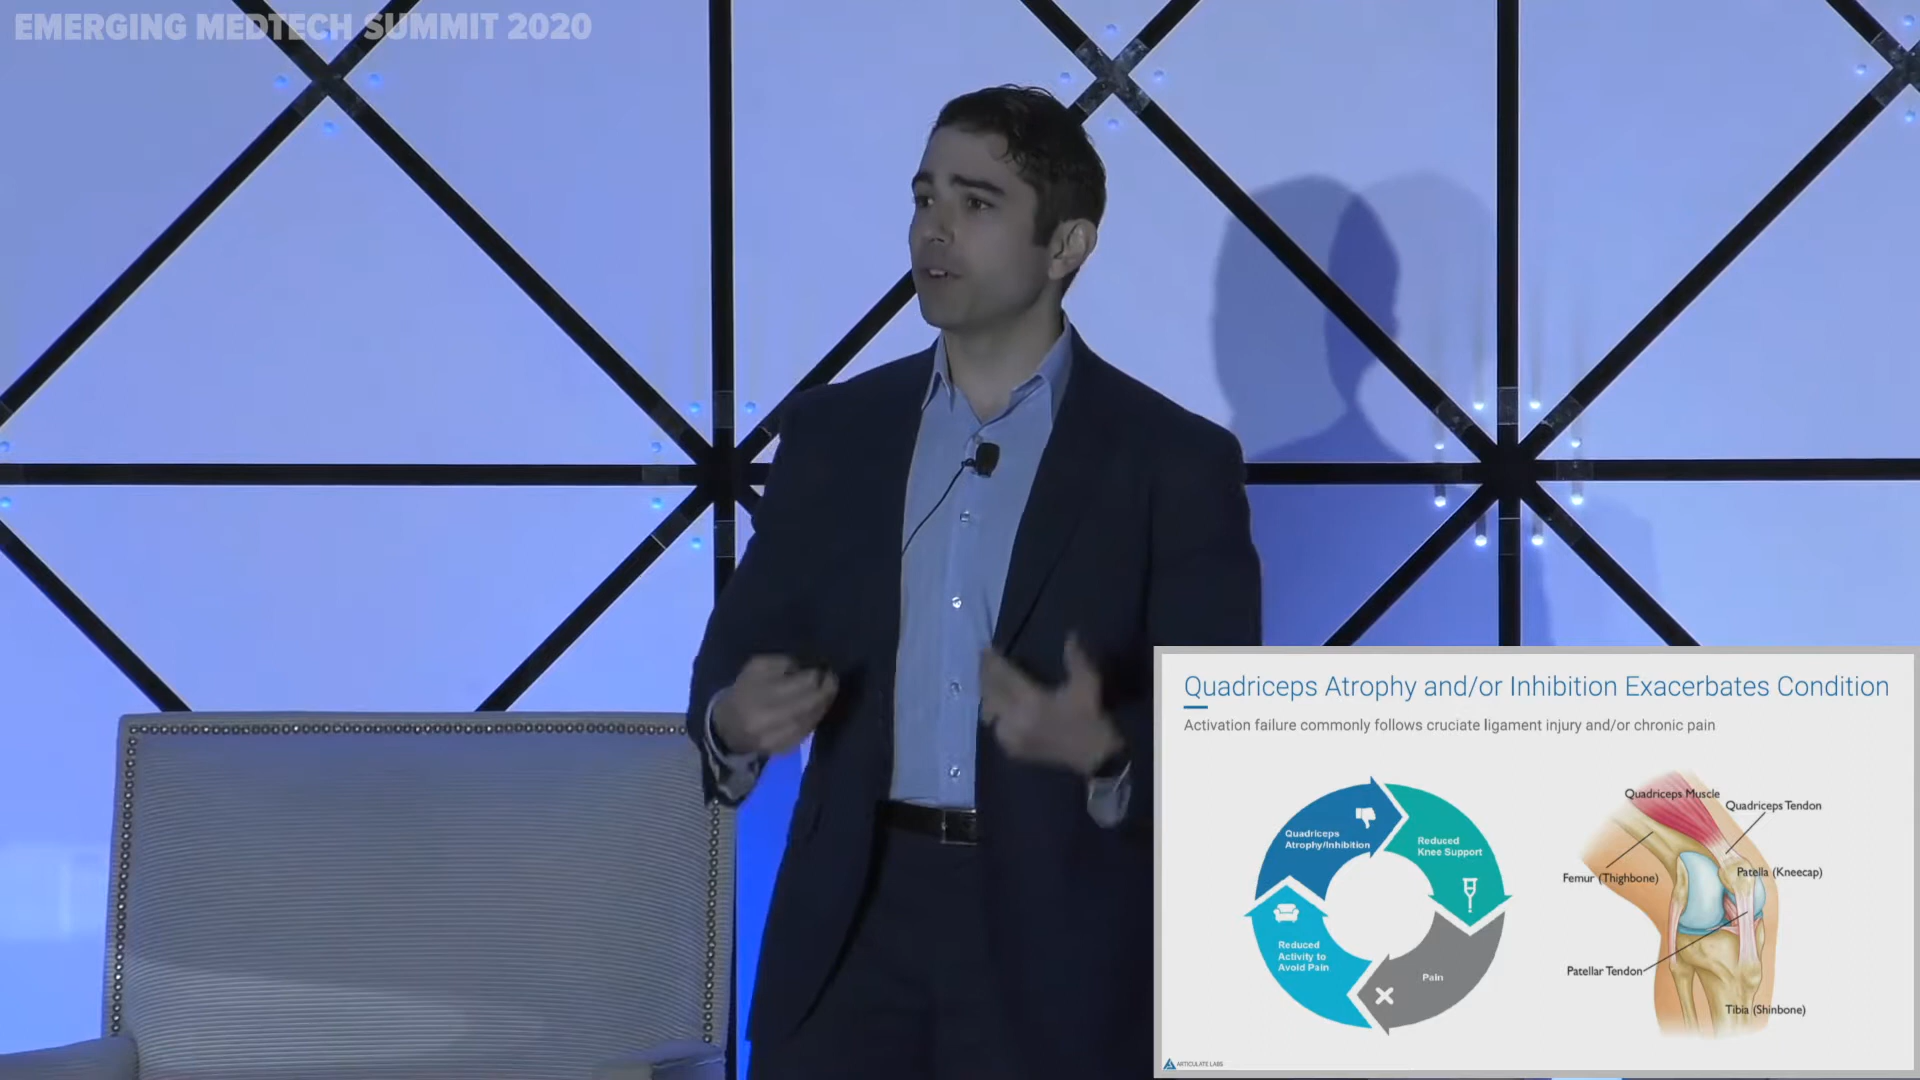 EMERGING MEDTECH SUMMIT 2020
Quadriceps Atrophy and/or Inhibition Exacerbates Condition
Activation failure commonly follows cruciate ligament injury and/or chronic pain
Quadriceps
Atrophy/Inhibition
Reduced
Knee Support
Pain
Reduced
Activity to
Avoid Pain
Quadriceps Muscle
Quadriceps Tendon
Femur (Thighbone)
Patella (Kneecap)
Patellar Tendon
Tibia (Shinbone)
ARTICULATE LABS